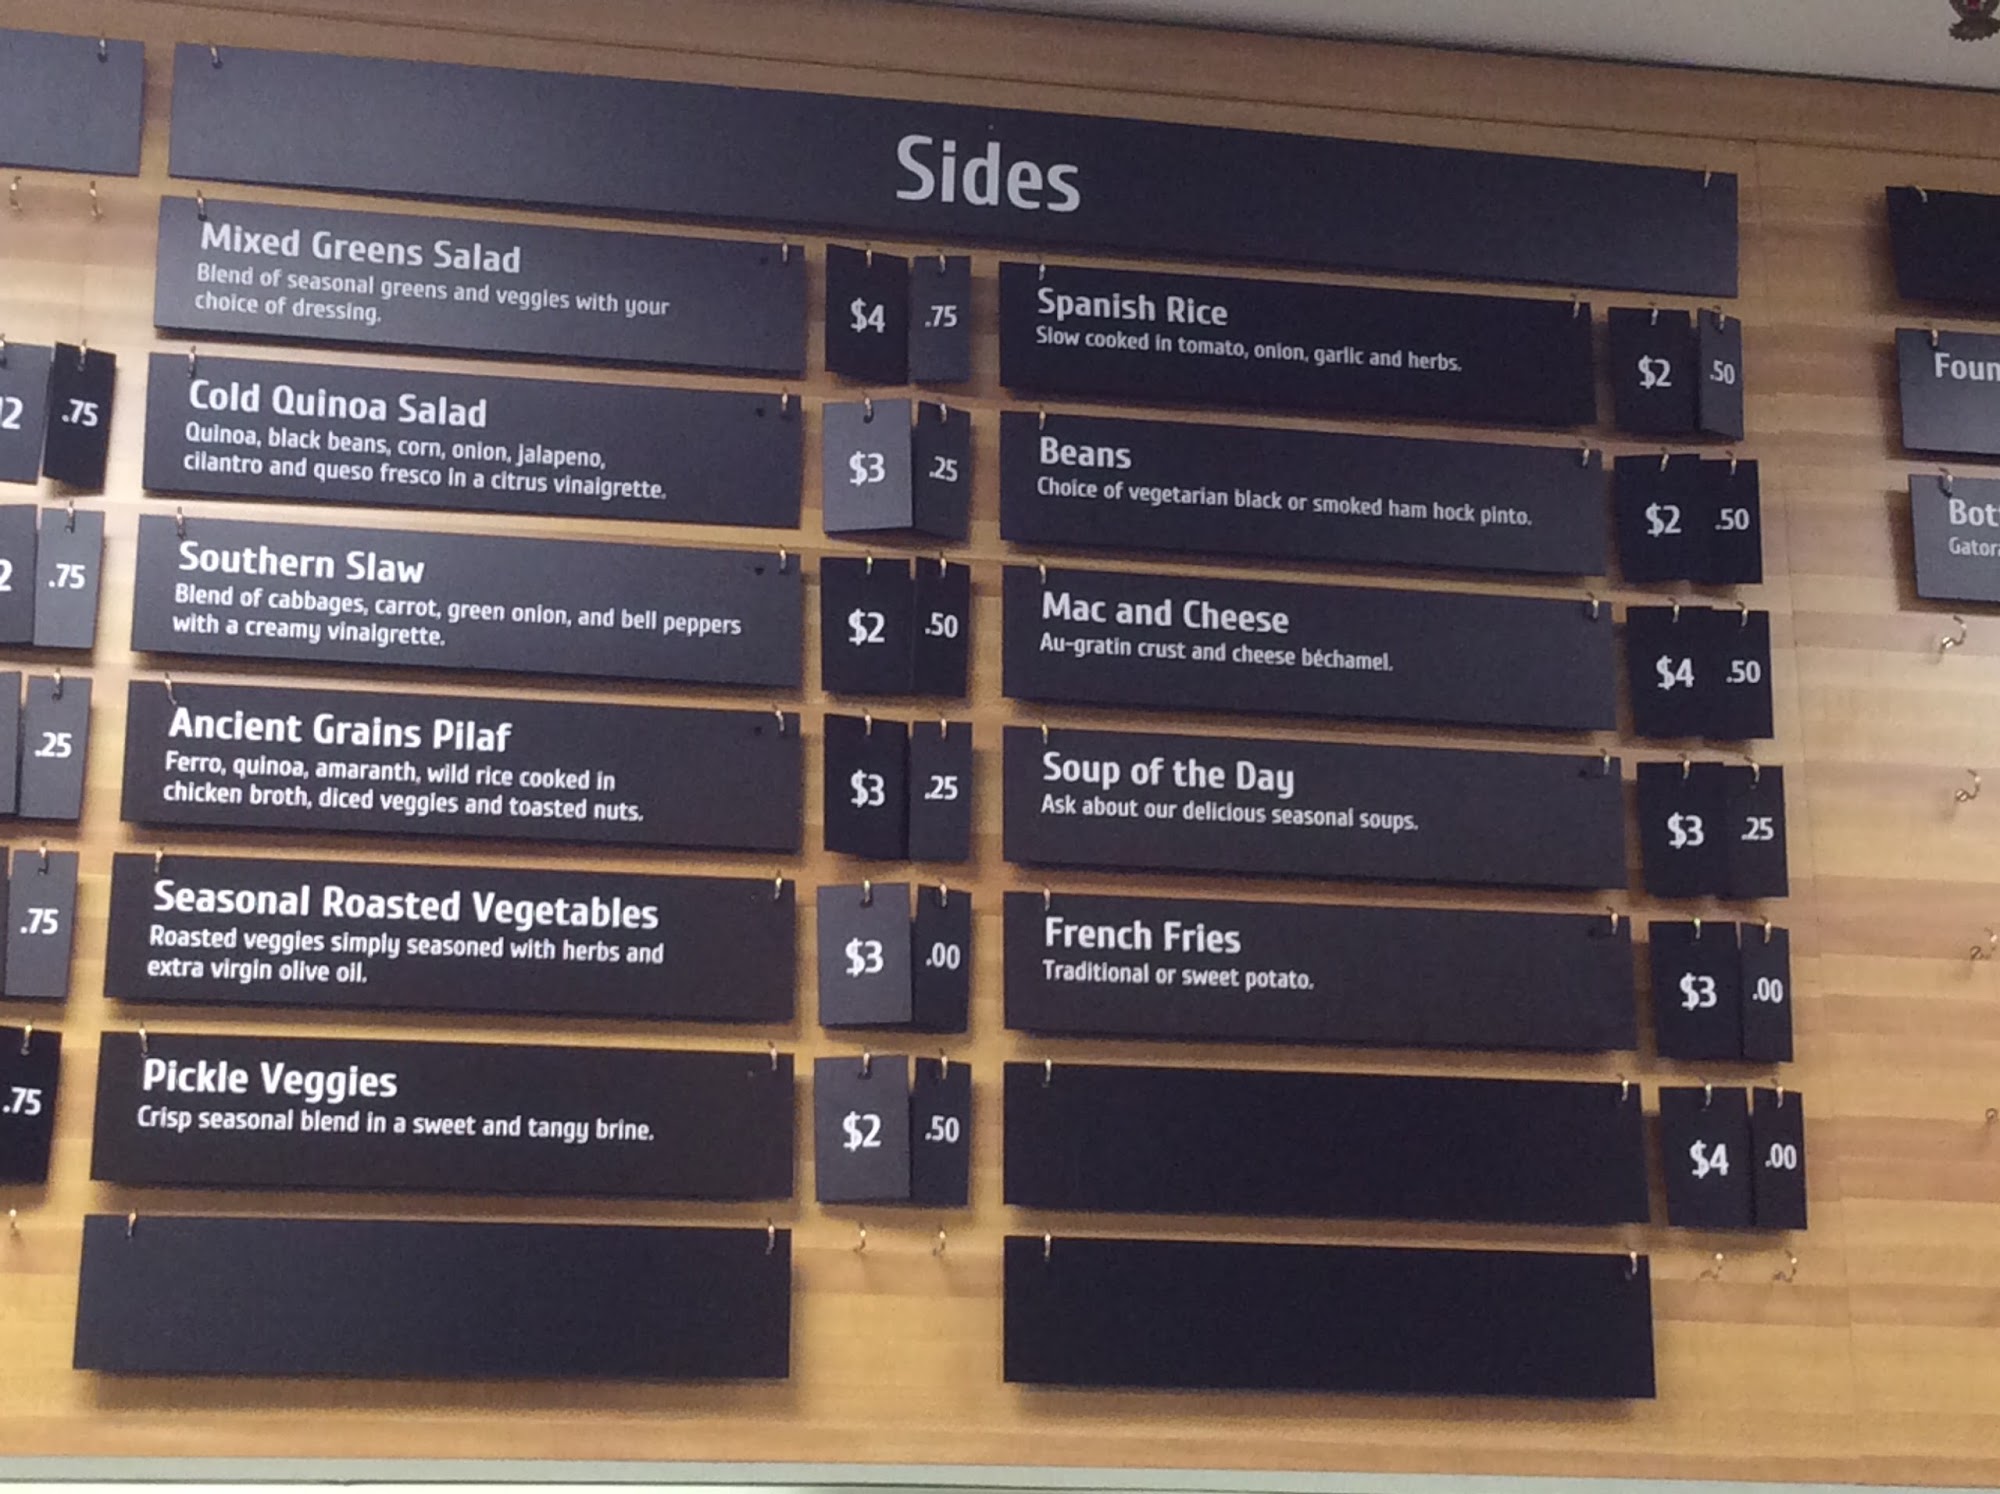 Sides
Mixed Greens Salad
Blend of seasonal greens and veggies with your
choice of dressing.
$4 .75
Cold Quinoa Salad
Quinoa, black beans, corn, onion, jalapeno,
cilantro and queso fresco in a citrus vinaigrette.
$3 .25
Southern Slaw
Blend of cabbages, carrot, green onion, and bell peppers
with a creamy vinaigrette.
$2 .50
Ancient Grains Pilaf
Ferro, quinoa, amaranth, wild rice cooked in
chicken broth, diced veggies and toasted nuts.
$3 .25
Seasonal Roasted Vegetables
Roasted veggies simply seasoned with herbs and
extra virgin olive oil.
$3 .00
Pickle Veggies
Crisp seasonal blend in a sweet and tangy brine.
$2 .50
Spanish Rice
Slow cooked in tomato, onion, garlic and herbs.
$2 .50
Beans
Choice of vegetarian black or smoked ham hock pinto.
$2 .50
Mac and Cheese
Au-gratin crust and cheese béchamel.
$4 .50
Soup of the Day
Ask about our delicious seasonal soups.
$3 .25
French Fries
Traditional or sweet potato.
$3 .00
$4 .00
2 .75
2 .75
.25
.75
.75